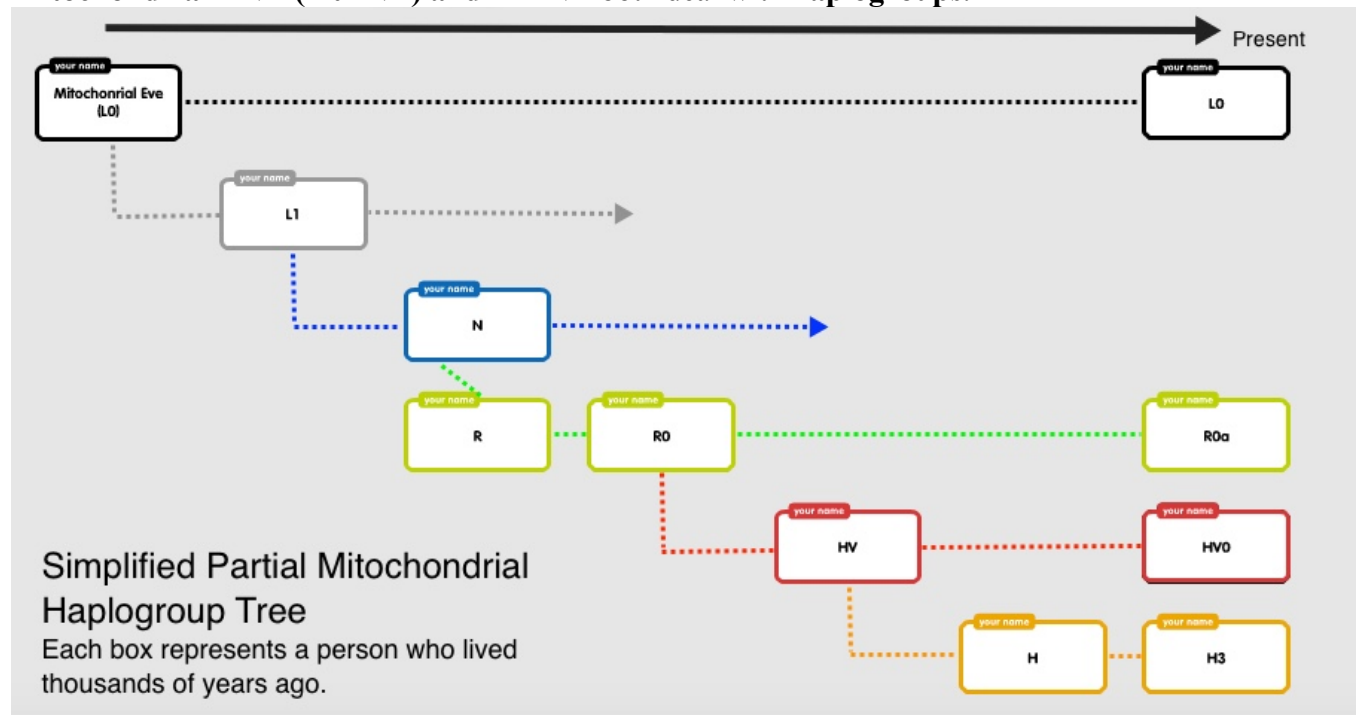 Present
your name
Mitochonrial Eve
(L0)
your name
L0
your name
L1
your name
N
your name
R
your name
R0
your name
R0a
your name
HV
your name
HV0
your name
H
your name
H3
Simplified Partial Mitochondrial
Haplogroup Tree
Each box represents a person who lived
thousands of years ago.